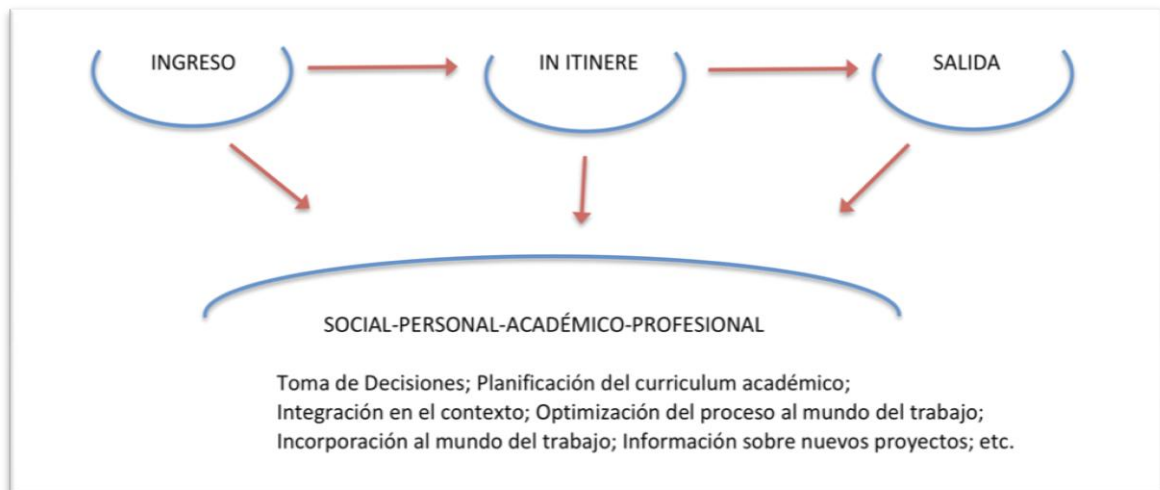 INGRESO
IN ITINERE
SALIDA
SOCIAL-PERSONAL-ACADÉMICO-PROFESIONAL
Toma de Decisiones; Planificación del curriculum académico;
Integración en el contexto; Optimización del proceso al mundo del trabajo;
Incorporación al mundo del trabajo; Información sobre nuevos proyectos; etc.